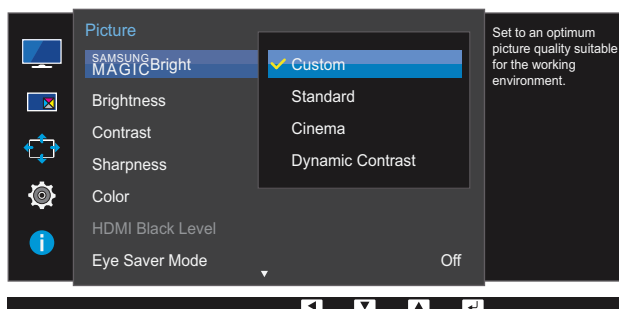 Picture
SAMSUNG
MAGICBright
Custom
Brightness
Standard
Contrast
Cinema
Sharpness
Dynamic Contrast
Color
HDMI Black Level
Eye Saver Mode Off
Set to an optimum
picture quality suitable
for the working
environment.